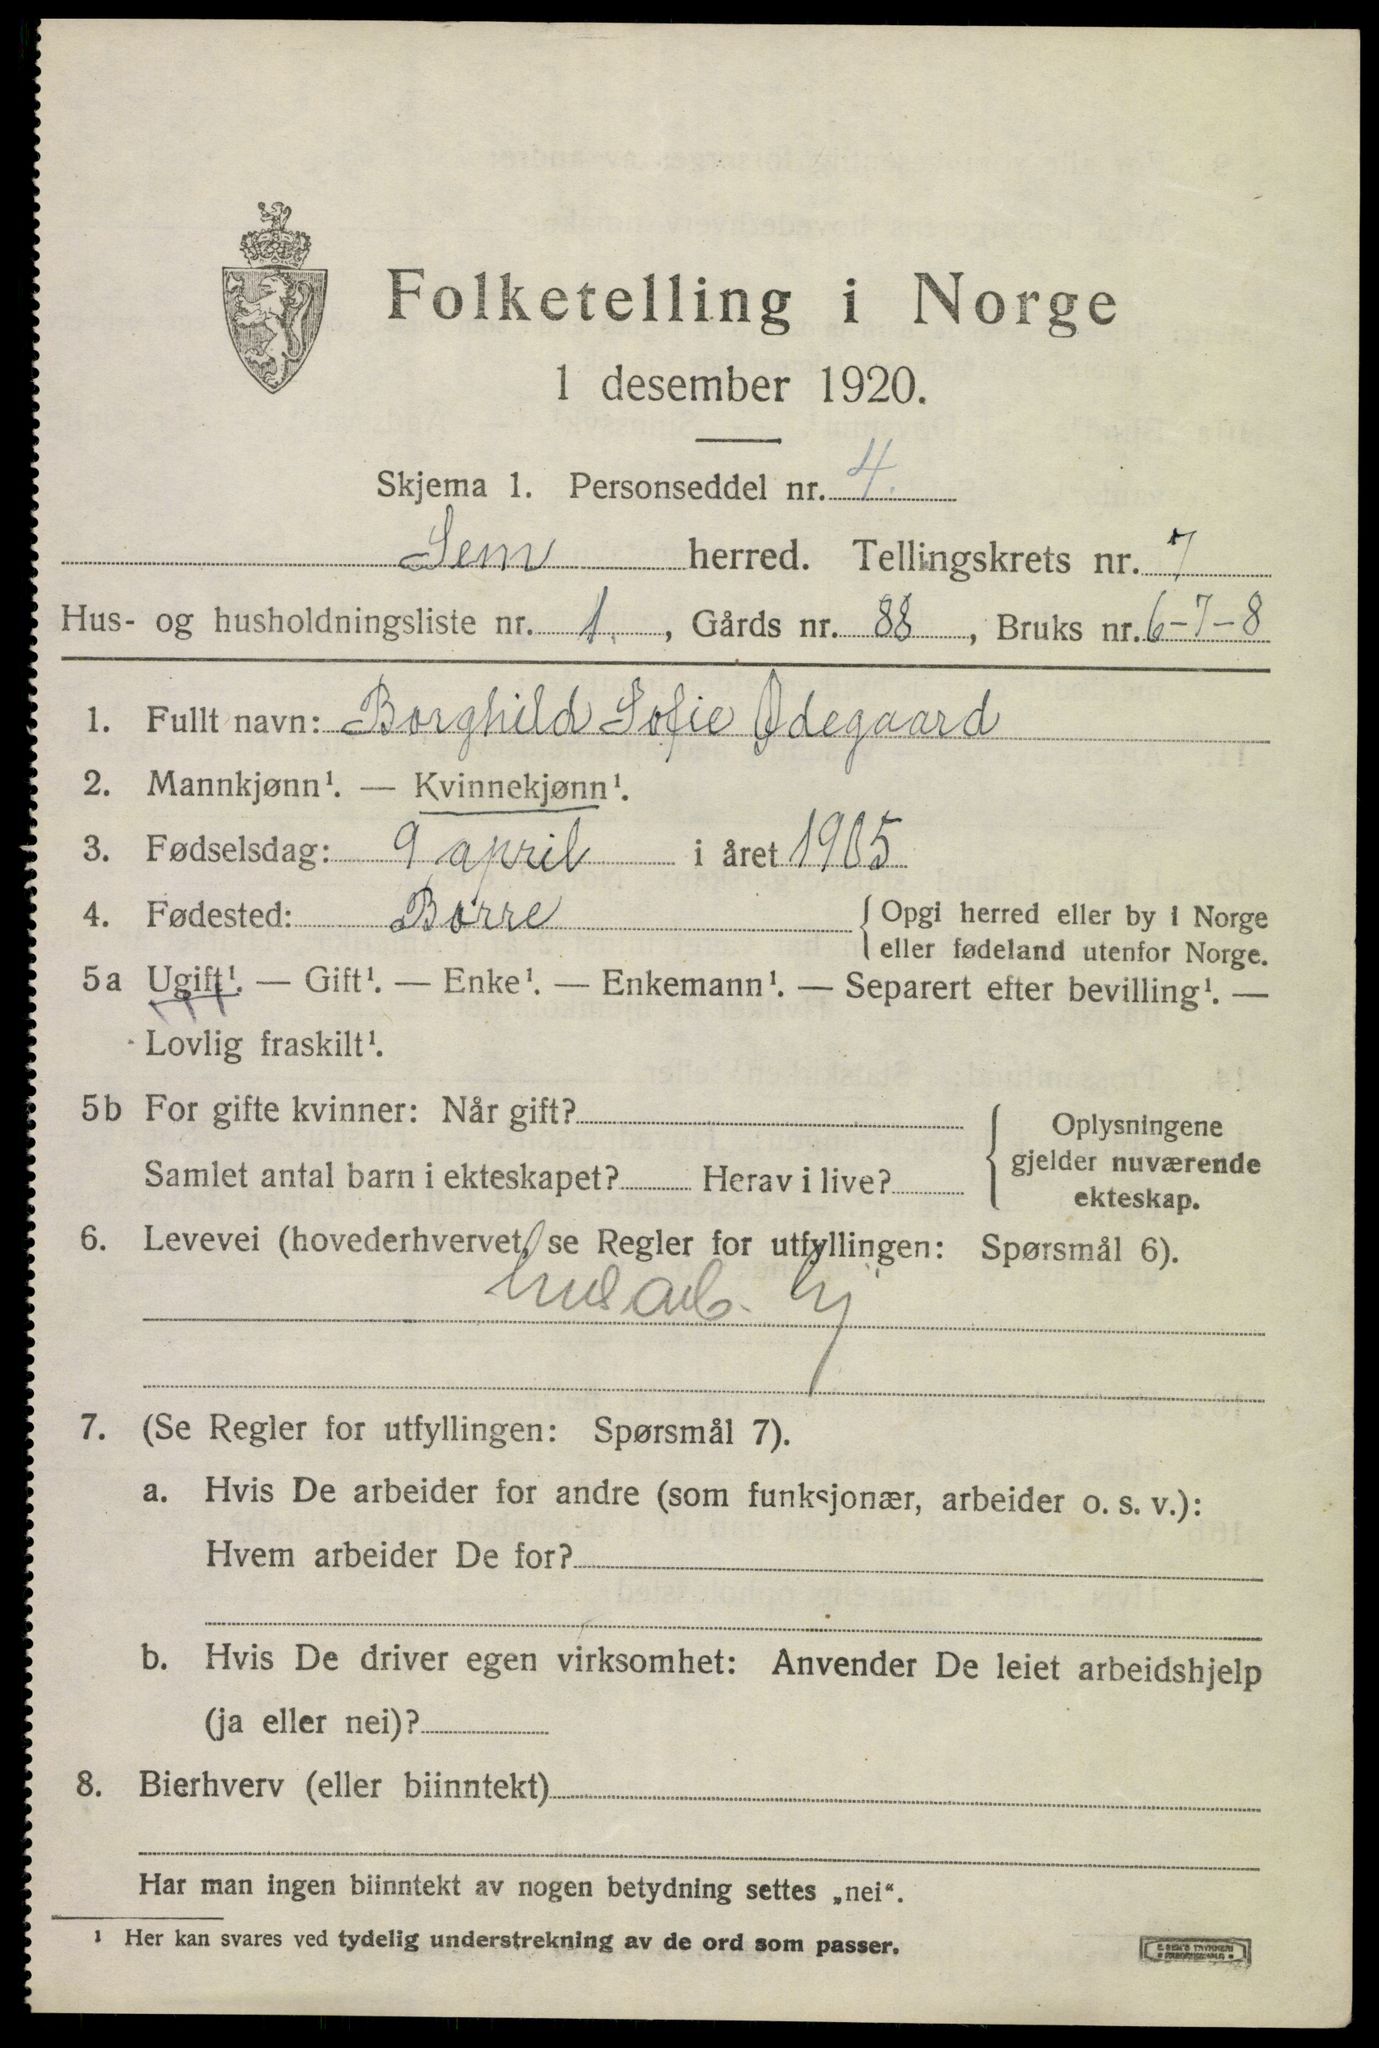 Folketelling i Norge
1 desember 1920.
Skjema 1. Personseddel nr. 4.
Sem herred. Tellingskrets nr. 7
Hus- og husholdningsliste nr. 1., Gårds nr. 88, Bruks nr. 6-7-8
1. Fullt navn: Borghild Sofie Ødegaard
2. Mannkjønn¹. — Kvinnekjønn¹.
3. Fødselsdag: 9 april i året 1905
4. Fødested: Borre { Opgi herred eller by i Norge
eller fødeland utenfor Norge.
5a Ugift¹. — Gift¹. — Enke¹. — Enkemann¹. — Separert efter bevilling¹. —
Lovlig fraskilt¹.
5b For gifte kvinner: Når gift?
Samlet antal barn i ekteskapet? Herav i live?
{ Oplysningene
gjelder nuværende
ekteskap.
6. Levevei (hovederhvervet, se Regler for utfyllingen: Spørsmål 6).
7. (Se Regler for utfyllingen: Spørsmål 7).
a. Hvis De arbeider for andre (som funksjonær, arbeider o. s. v.):
Hvem arbeider De for?
b. Hvis De driver egen virksomhet: Anvender De leiet arbeidshjelp
(ja eller nei)?
8. Bierhverv (eller biinntekt)
Har man ingen biinntekt av nogen betydning settes „nei“.
¹ Her kan svares ved tydelig understrekning av de ord som passer.